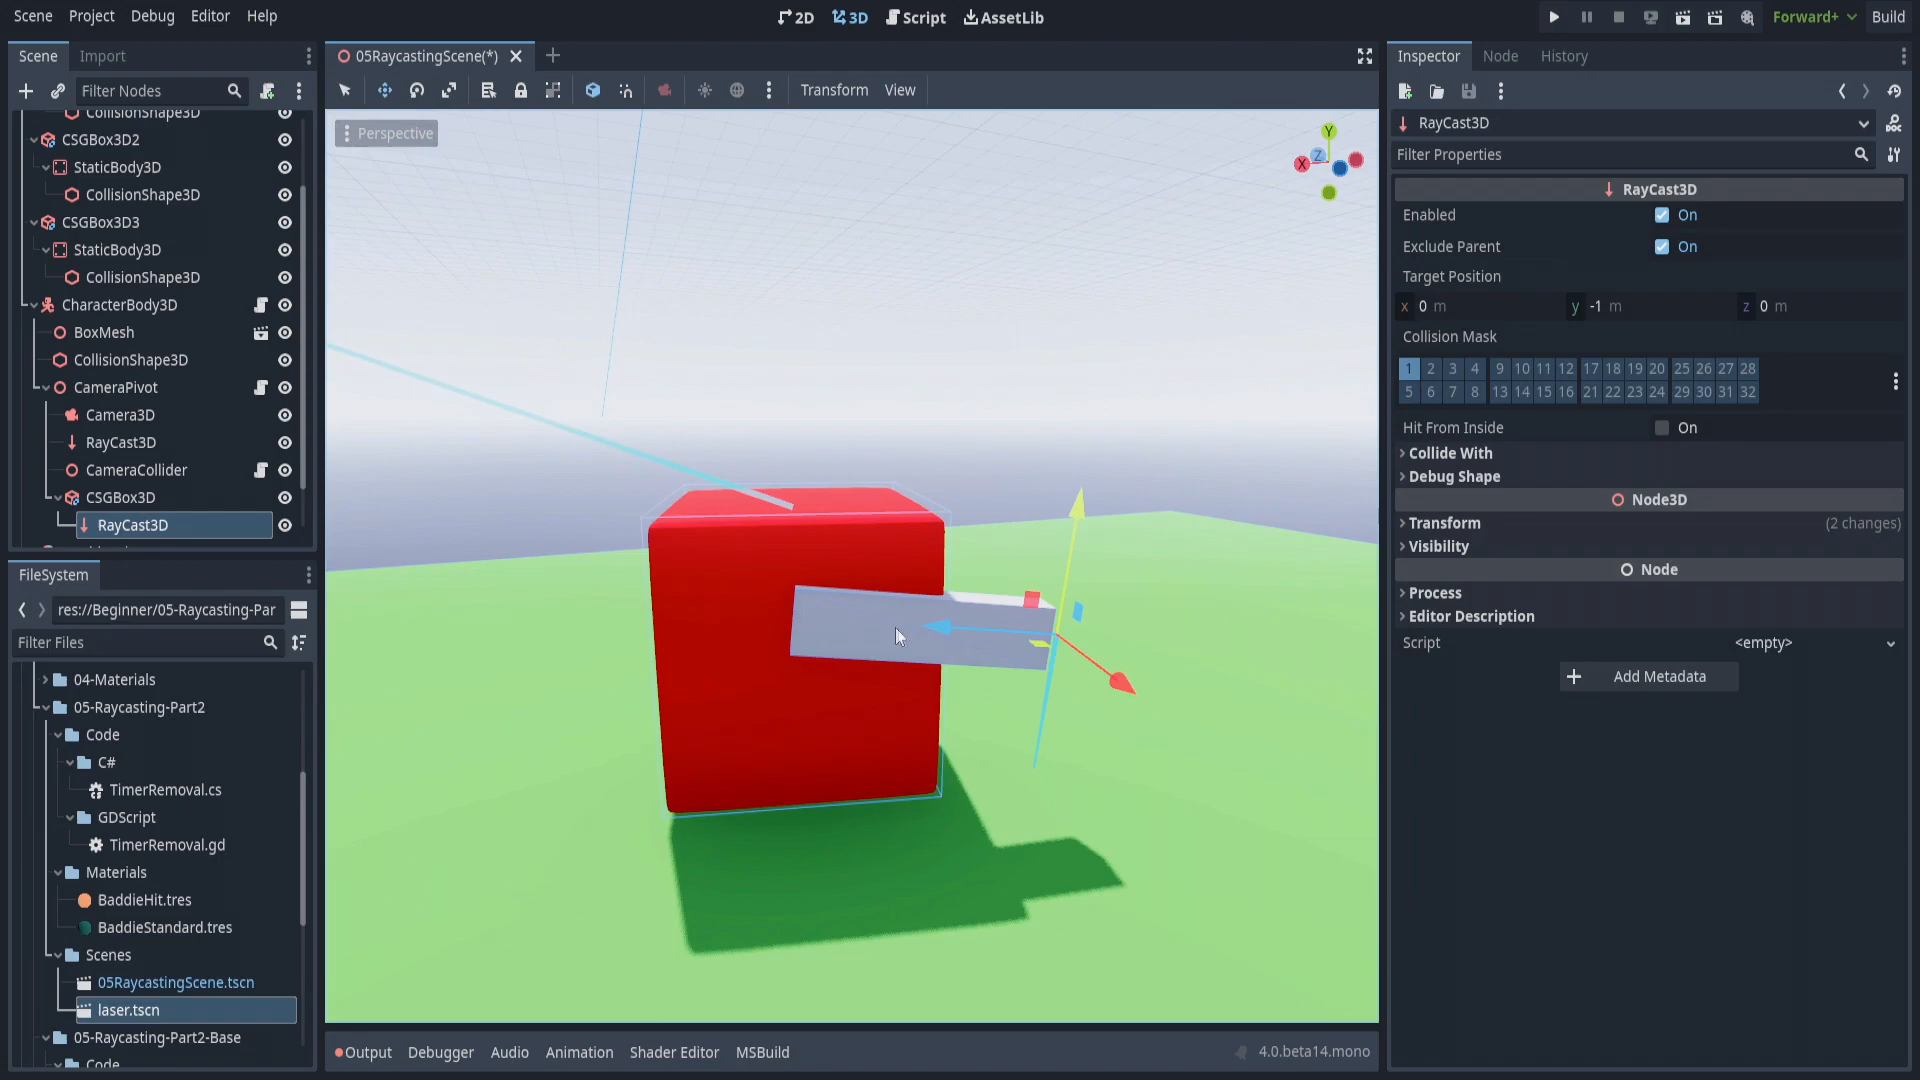 Scene Project Debug Editor Help
2D 3D Script AssetLib
Forward+ Build
Scene Import
Filter Nodes
CollisionShape3D
CSGBox3D2
StaticBody3D
CollisionShape3D
CSGBox3D3
StaticBody3D
CollisionShape3D
CharacterBody3D
BoxMesh
CollisionShape3D
CameraPivot
Camera3D
RayCast3D
CameraCollider
CSGBox3D
RayCast3D
FileSystem
res://Beginner/05-Raycasting-Par
Filter Files
04-Materials
05-Raycasting-Part2
Code
C#
TimerRemoval.cs
GDScript
TimerRemoval.gd
Materials
BaddieHit.tres
BaddieStandard.tres
Scenes
05RaycastingScene.tscn
laser.tscn
05-Raycasting-Part2-Base
Code
05RaycastingScene(*)
Transform View
Perspective
Y
X Z
Output Debugger Audio Animation Shader Editor MSBuild
4.0.beta14.mono
Inspector Node History
RayCast3D
Filter Properties
RayCast3D
Enabled On
Exclude Parent On
Target Position
x 0 m y -1 m z 0 m
Collision Mask
1 2 3 4 9 10 11 12 17 18 19 20 25 26 27 28
5 6 7 8 13 14 15 16 21 22 23 24 29 30 31 32
Hit From Inside On
Collide With
Debug Shape
Node3D
Transform (2 changes)
Visibility
Node
Process
Editor Description
Script <empty>
Add Metadata